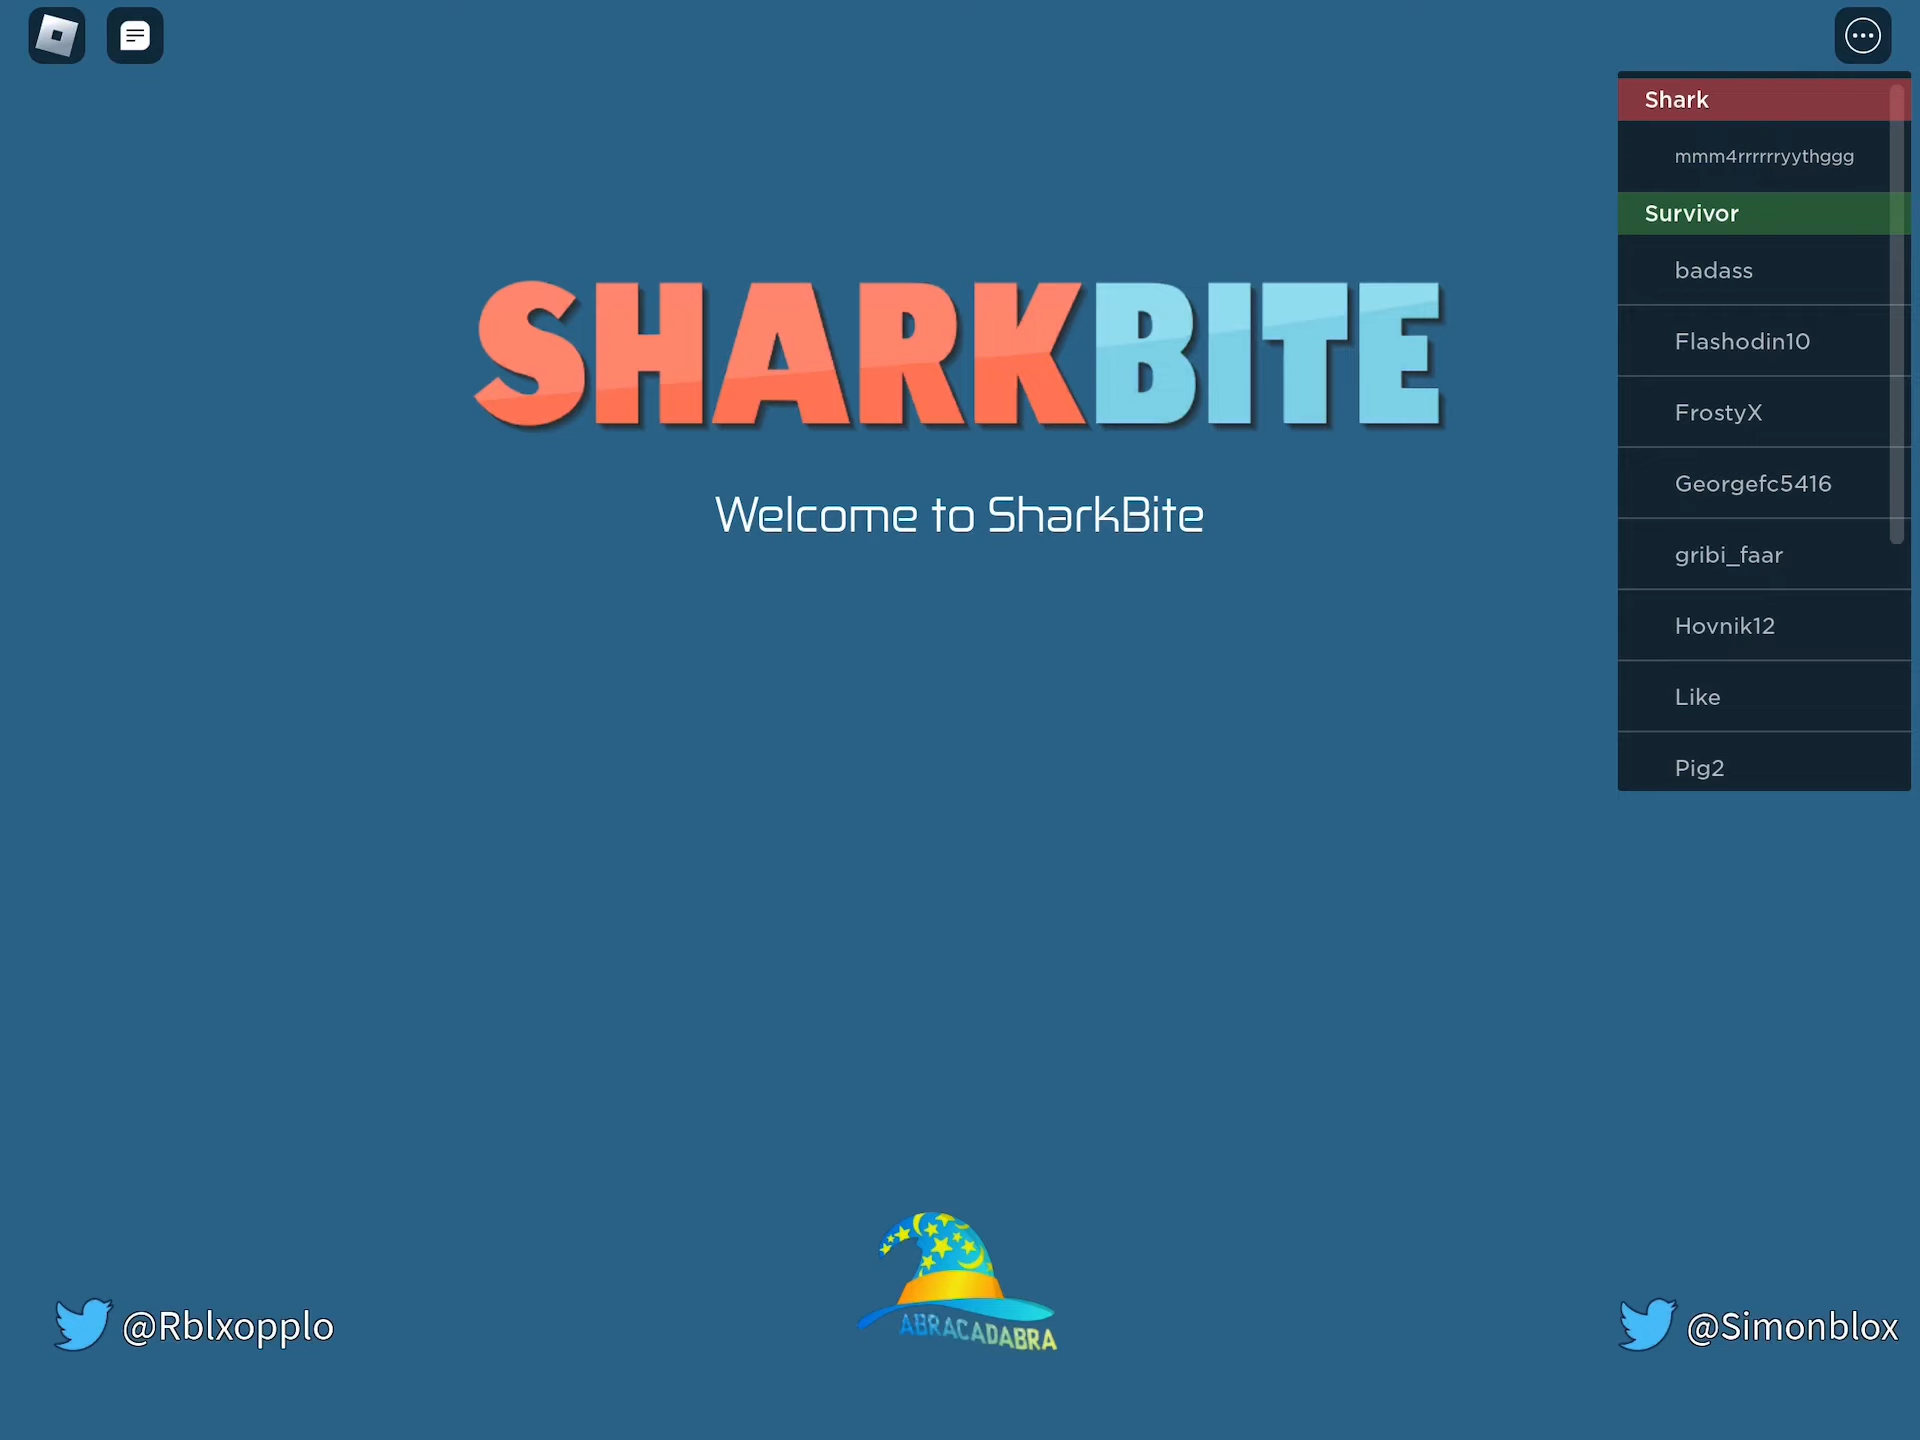 Shark
mmm4rrrrrryythggg
Survivor
badass
Flashodin10
FrostyX
Georgefc5416
gribi_faar
Hovnik12
Like
Pig2
SHARKBITE
Welcome to SharkBite
ABRACADABRA
@Rblxopplo
@Simonblox